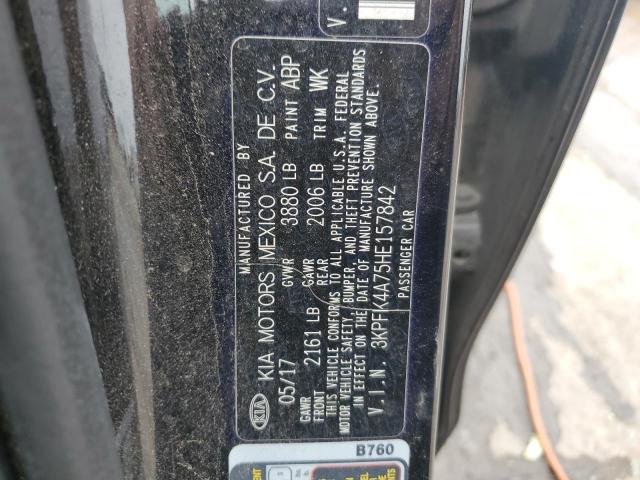 MANUFACTURED BY
KIA KIA MOTORS MEXICO S.A. DE C.V.
05/17 GVWR 3880 LB PAINT ABP
GAWR FRONT 2161 LB GAWR REAR 2006 LB TRIM WK
THIS VEHICLE CONFORMS TO ALL APPLICABLE U.S.A. FEDERAL
MOTOR VEHICLE SAFETY, BUMPER, AND THEFT PREVENTION STANDARDS
IN EFFECT ON THE DATE OF MANUFACTURE SHOWN ABOVE.
V.I.N. 3KPFK4A75HE157842
PASSENGER CAR
V.
B760